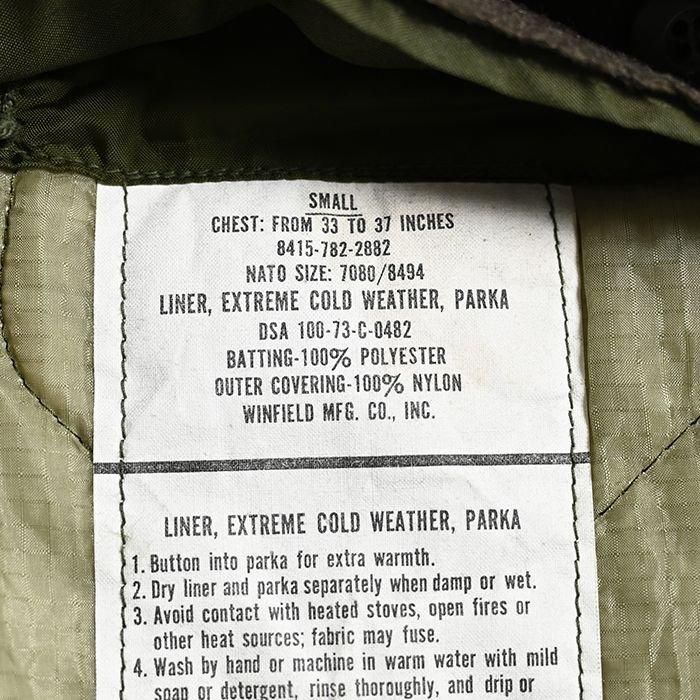 SMALL
CHEST: FROM 33 TO 37 INCHES
8415-782-2882
NATO SIZE: 7080/8494
LINER, EXTREME COLD WEATHER, PARKA
DSA 100-73-C-0482
BATTING-100% POLYESTER
OUTER COVERING-100% NYLON
WINFIELD MFG. CO., INC.
LINER, EXTREME COLD WEATHER, PARKA
1. Button into parka for extra warmth.
2. Dry liner and parka separately when damp or wet.
3. Avoid contact with heated stoves, open fires or
other heat sources; fabric may fuse.
4. Wash by hand or machine in warm water with mild
soap or detergent, rinse thoroughly, and drip or